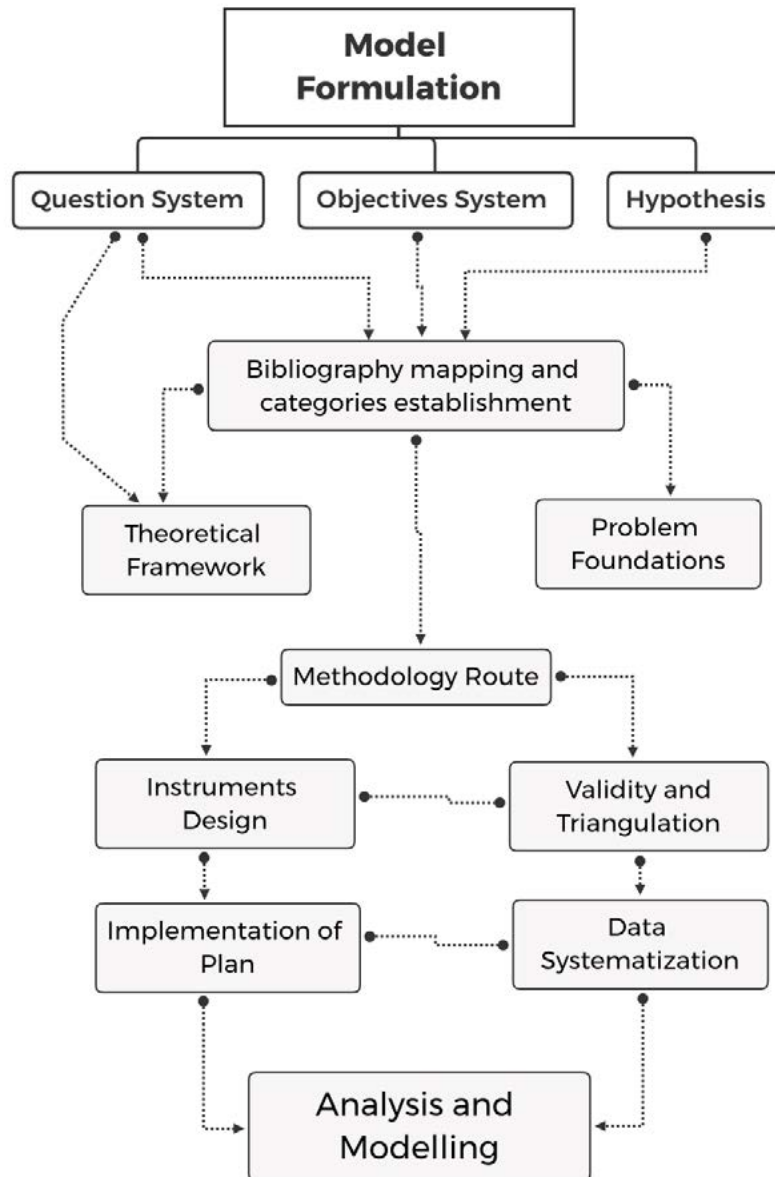 Model
Formulation
Question System
Objectives System
Hypothesis
Bibliography mapping and
categories establishment
Theoretical
Framework
Problem
Foundations
Methodology Route
Instruments
Design
Validity and
Triangulation
Implementation of
Plan
Data
Systematization
Analysis and
Modelling